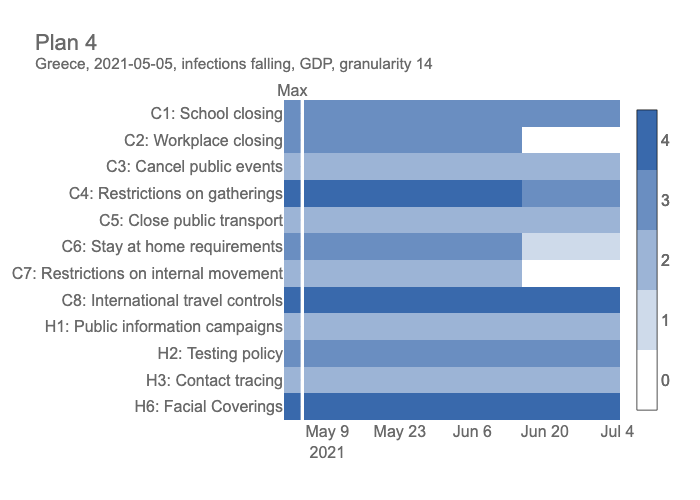 Plan 4
Greece, 2021-05-05, infections falling, GDP, granularity 14
Max
C1: School closing
C2: Workplace closing
C3: Cancel public events
C4: Restrictions on gatherings
C5: Close public transport
C6: Stay at home requirements
C7: Restrictions on internal movement
C8: International travel controls
H1: Public information campaigns
H2: Testing policy
H3: Contact tracing
H6: Facial Coverings
4
3
2
1
0
May 9 May 23 Jun 6 Jun 20 Jul 4
2021